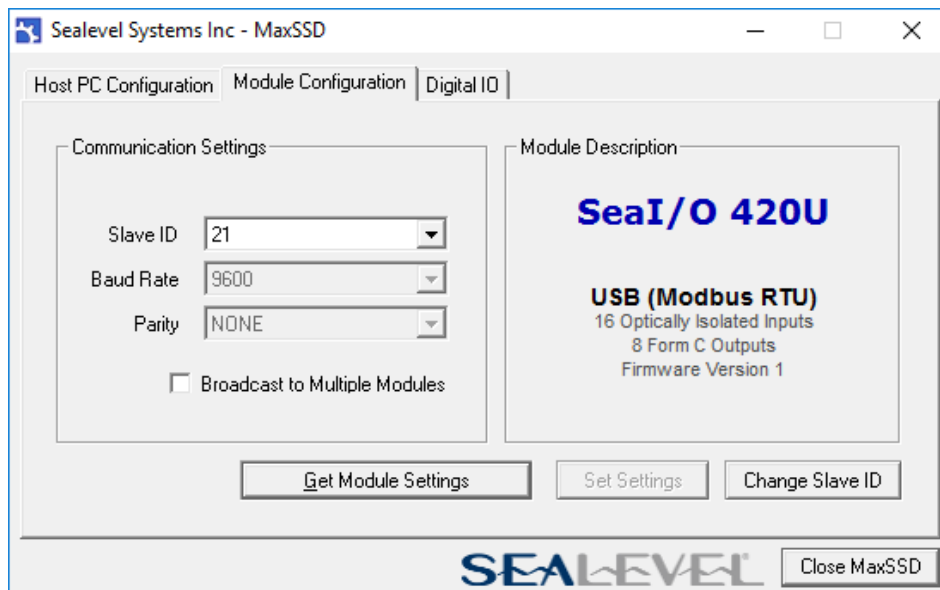 Sealevel Systems Inc - MaxSSD
Host PC Configuration
Module Configuration
Digital IO
Communication Settings
Slave ID
21
Baud Rate
9600
Parity
NONE
Broadcast to Multiple Modules
Module Description
SeaI/O 420U
USB (Modbus RTU)
16 Optically Isolated Inputs
8 Form C Outputs
Firmware Version 1
Get Module Settings
Set Settings
Change Slave ID
SEALEVEL
Close MaxSSD